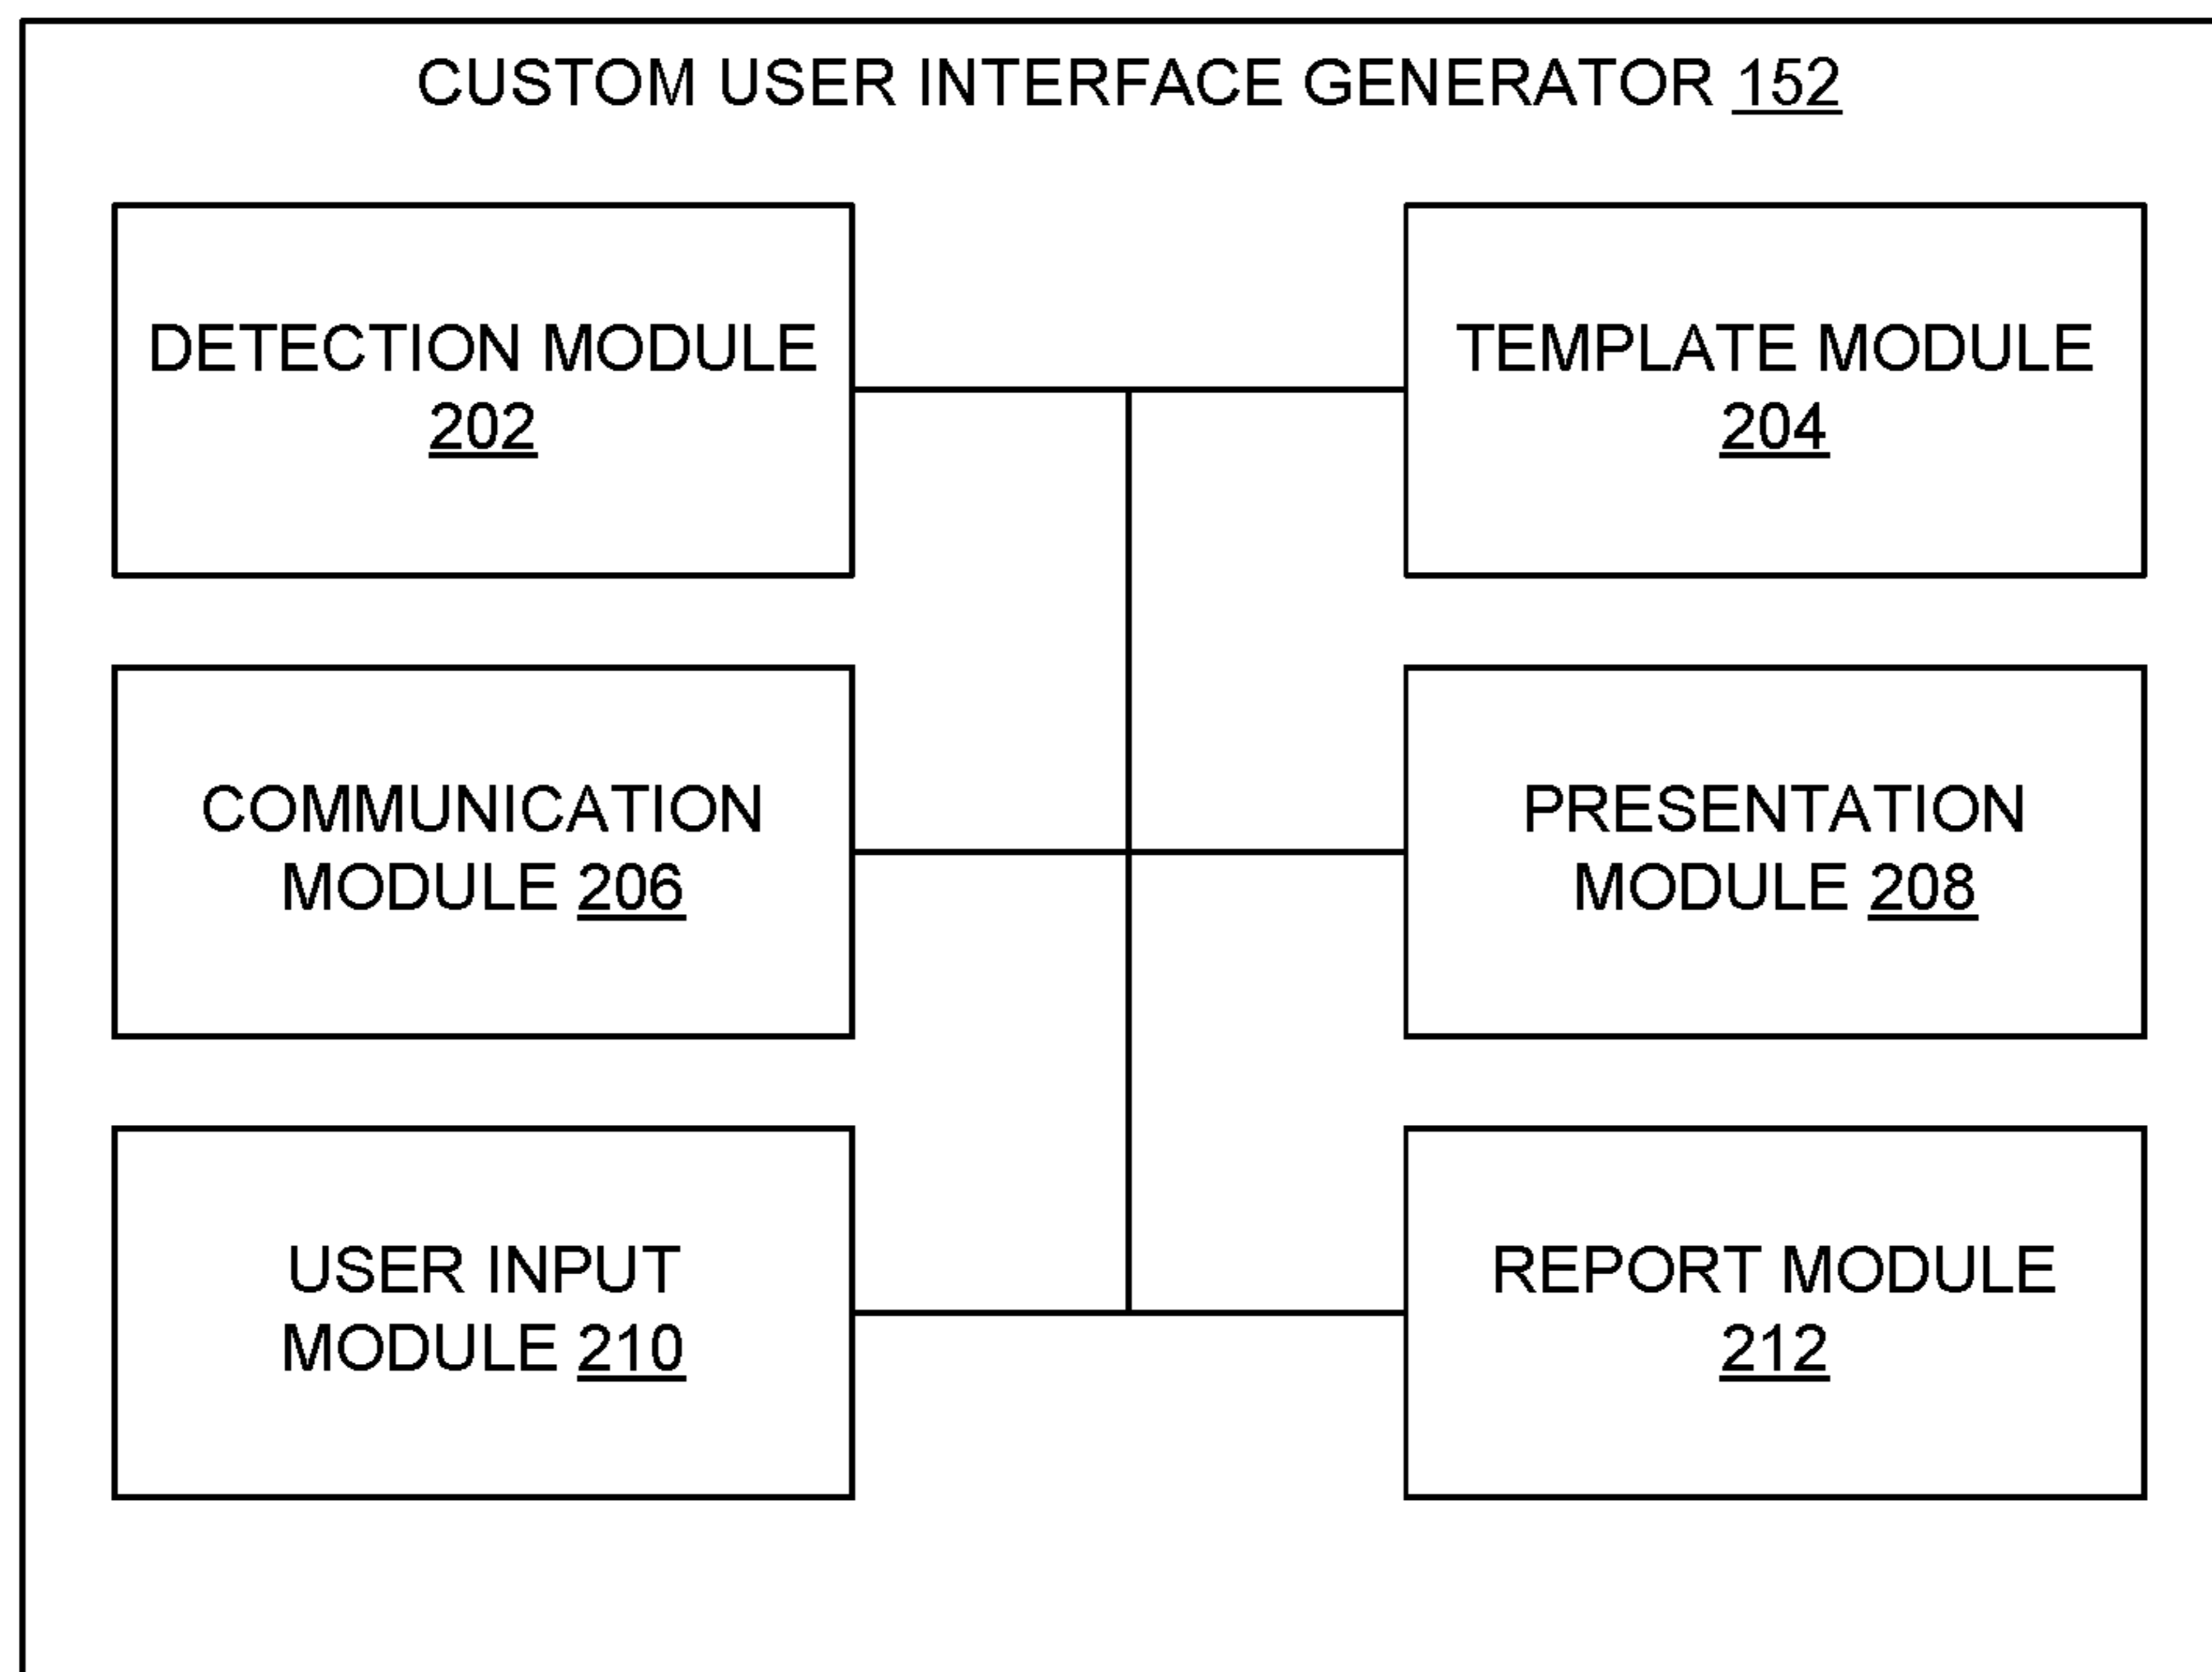 CUSTOM USER INTERFACE GENERATOR 152
DETECTION MODULE
202
TEMPLATE MODULE
204
COMMUNICATION
MODULE 206
PRESENTATION
MODULE 208
USER INPUT
MODULE 210
REPORT MODULE
212